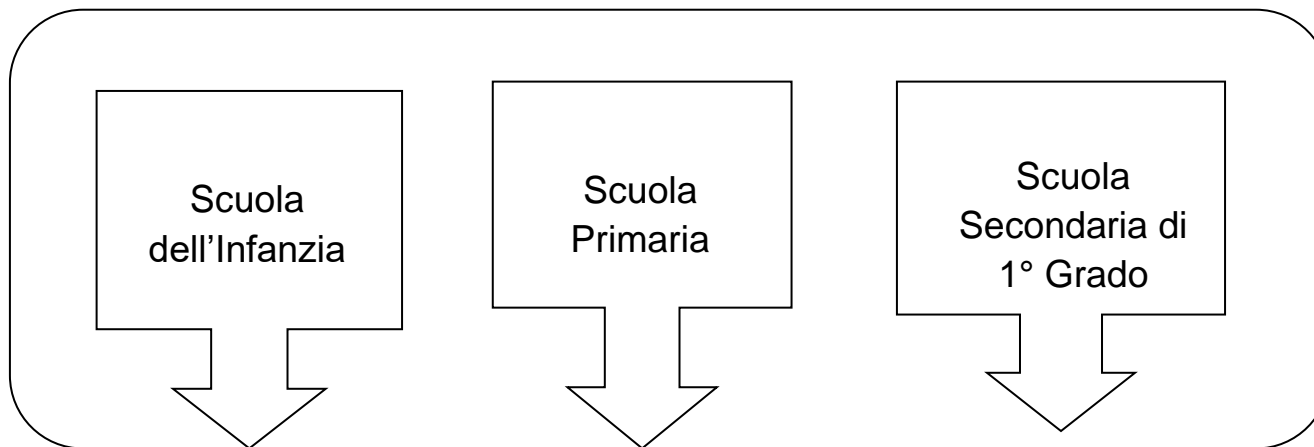 Scuola
dell’Infanzia
Scuola
Primaria
Scuola
Secondaria di
1° Grado